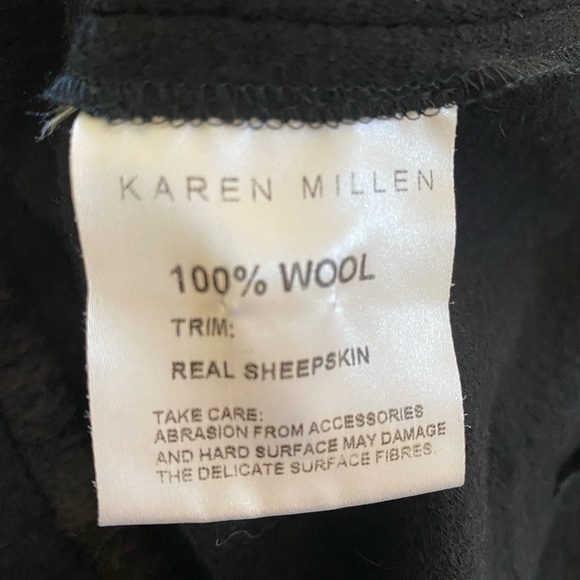 KAREN MILLEN
100% WOOL
TRIM:
REAL SHEEPSKIN
TAKE CARE:
ABRASION FROM ACCESSORIES
AND HARD SURFACE MAY DAMAGE
THE DELICATE SURFACE FIBRES.